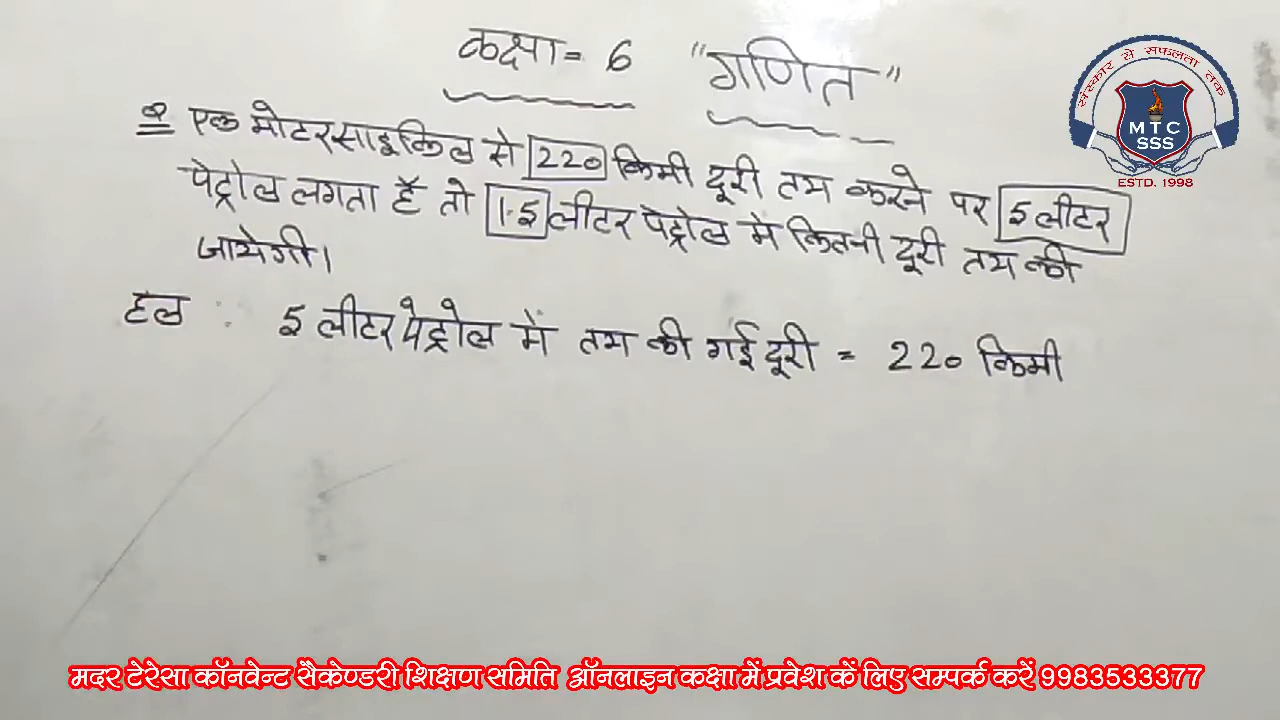 कक्षा = 6 "गणित"
संस्कार से सफलता तक
MTC
SSS
ESTD. 1998
प्र एक मोटरसाइकिल से 220 किमी दूरी तय करने पर 5 लीटर
पेट्रोल लगता है तो 1.5 लीटर पेट्रोल मे कितनी दूरी तय की
जायेगी।
हल : 5 लीटर पेट्रोल में तय की गई दूरी = 220 किमी
मदर टेरेसा कॉनवेन्ट सैकेण्डरी शिक्षण समिति ऑनलाइन कक्षा में प्रवेश कें लिए सम्पर्क करें 9983533377